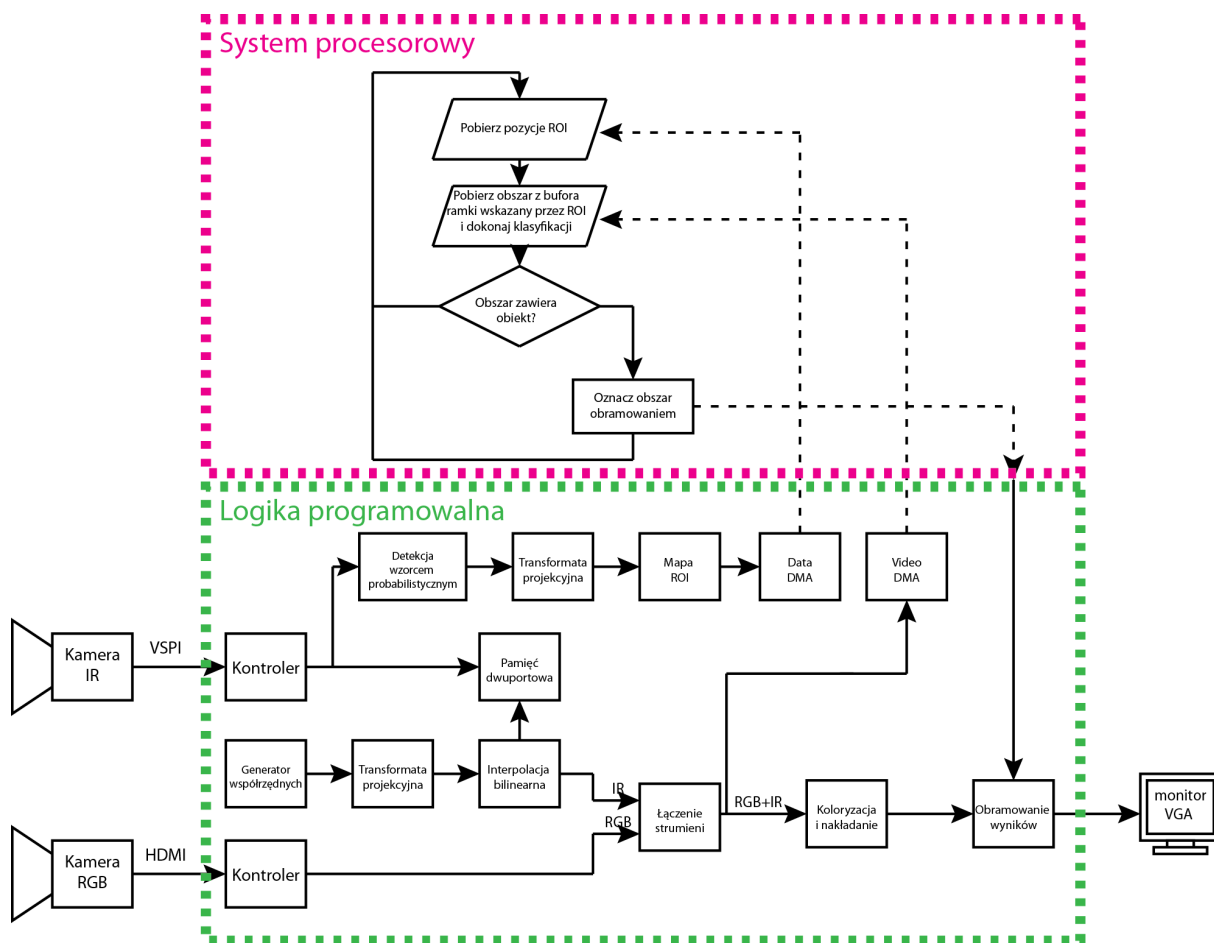 System procesorowy
Pobierz pozycje ROI
Pobierz obszar z bufora
ramki wskazany przez ROI
i dokonaj klasyfikacji
Obszar zawiera
obiekt?
Oznacz obszar
obramowaniem
Logika programowalna
Detekcja
wzorcem
probabilistycznym
Transformata
projekcyjna
Mapa
ROI
Data
DMA
Video
DMA
Kamera
IR
VSPI
Kontroler
Pamięć
dwuportowa
Generator
współrzędnych
Transformata
projekcyjna
Interpolacja
bilinearna
IR
RGB
Łączenie
strumieni
RGB+IR
Koloryzacja
i nakładanie
Obramowanie
wyników
monitor
VGA
Kamera
RGB
HDMI
Kontroler